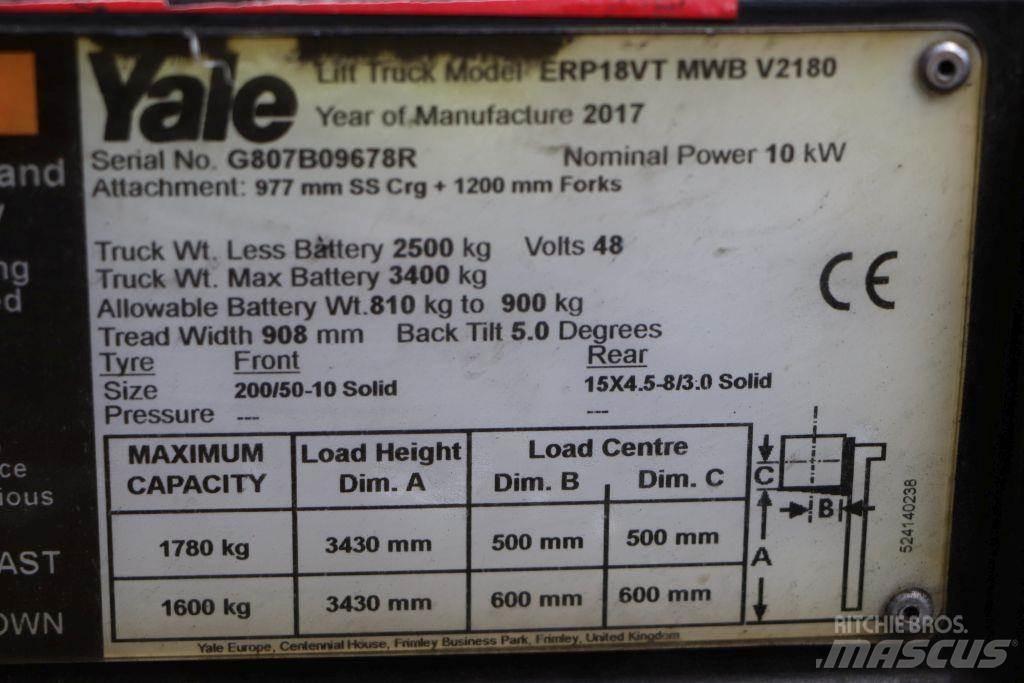 Yale
Lift Truck Model ERP18VT MWB V2180
Year of Manufacture 2017
Serial No. G807B09678R Nominal Power 10 kW
Attachment: 977 mm SS Crg + 1200 mm Forks
Truck Wt. Less Battery 2500 kg Volts 48
Truck Wt. Max Battery 3400 kg
Allowable Battery Wt.810 kg to 900 kg
Tread Width 908 mm Back Tilt 5.0 Degrees
Tyre Front Rear
Size 200/50-10 Solid 15X4.5-8/3.0 Solid
Pressure --- ---
MAXIMUM CAPACITY Load Height Dim. A Load Centre Dim. B Dim. C
1780 kg 3430 mm 500 mm 500 mm
1600 kg 3430 mm 600 mm 600 mm
Yale Europe, Centennial House, Frimley Business Park, Frimley, United Kingdom
CE
C
B
A
524140238
and
ng
ed
ce
ious
AST
OWN
RITCHIE BROS.
MASCUS